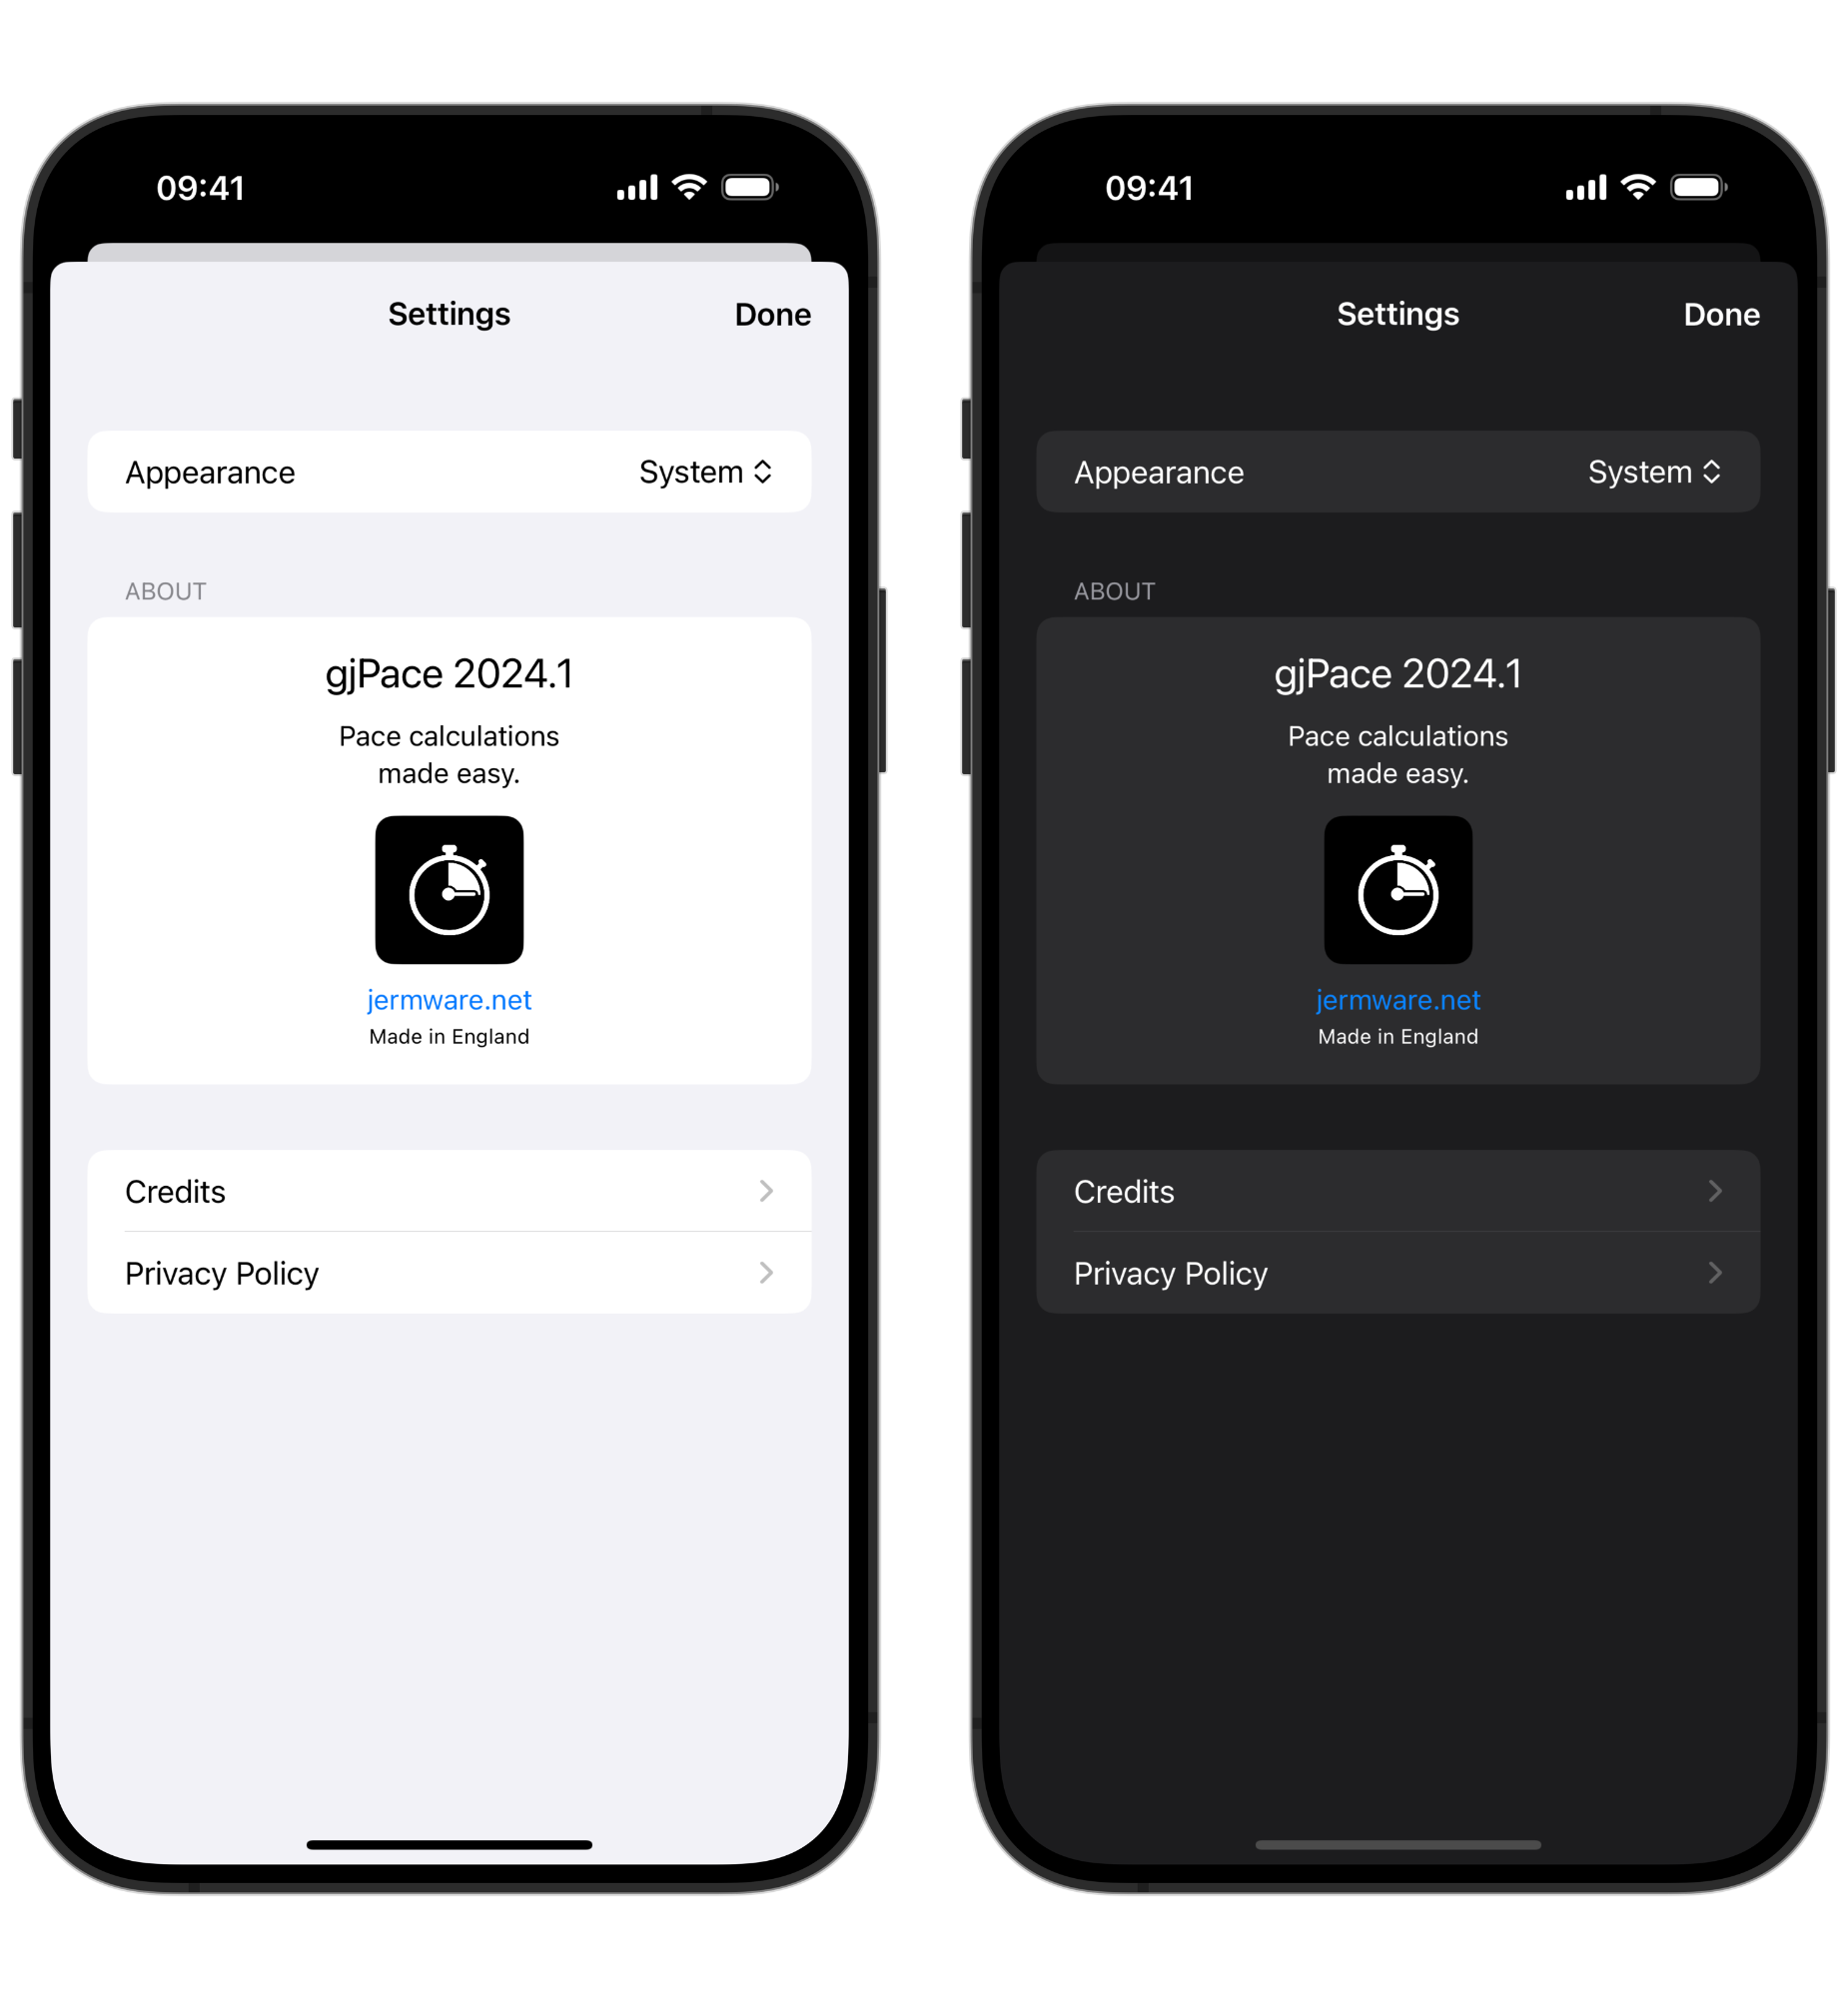 09:41
Settings Done
Appearance System
ABOUT
gjPace 2024.1
Pace calculations
made easy.
jermware.net
Made in England
Credits
Privacy Policy
09:41
Settings Done
Appearance System
ABOUT
gjPace 2024.1
Pace calculations
made easy.
jermware.net
Made in England
Credits
Privacy Policy